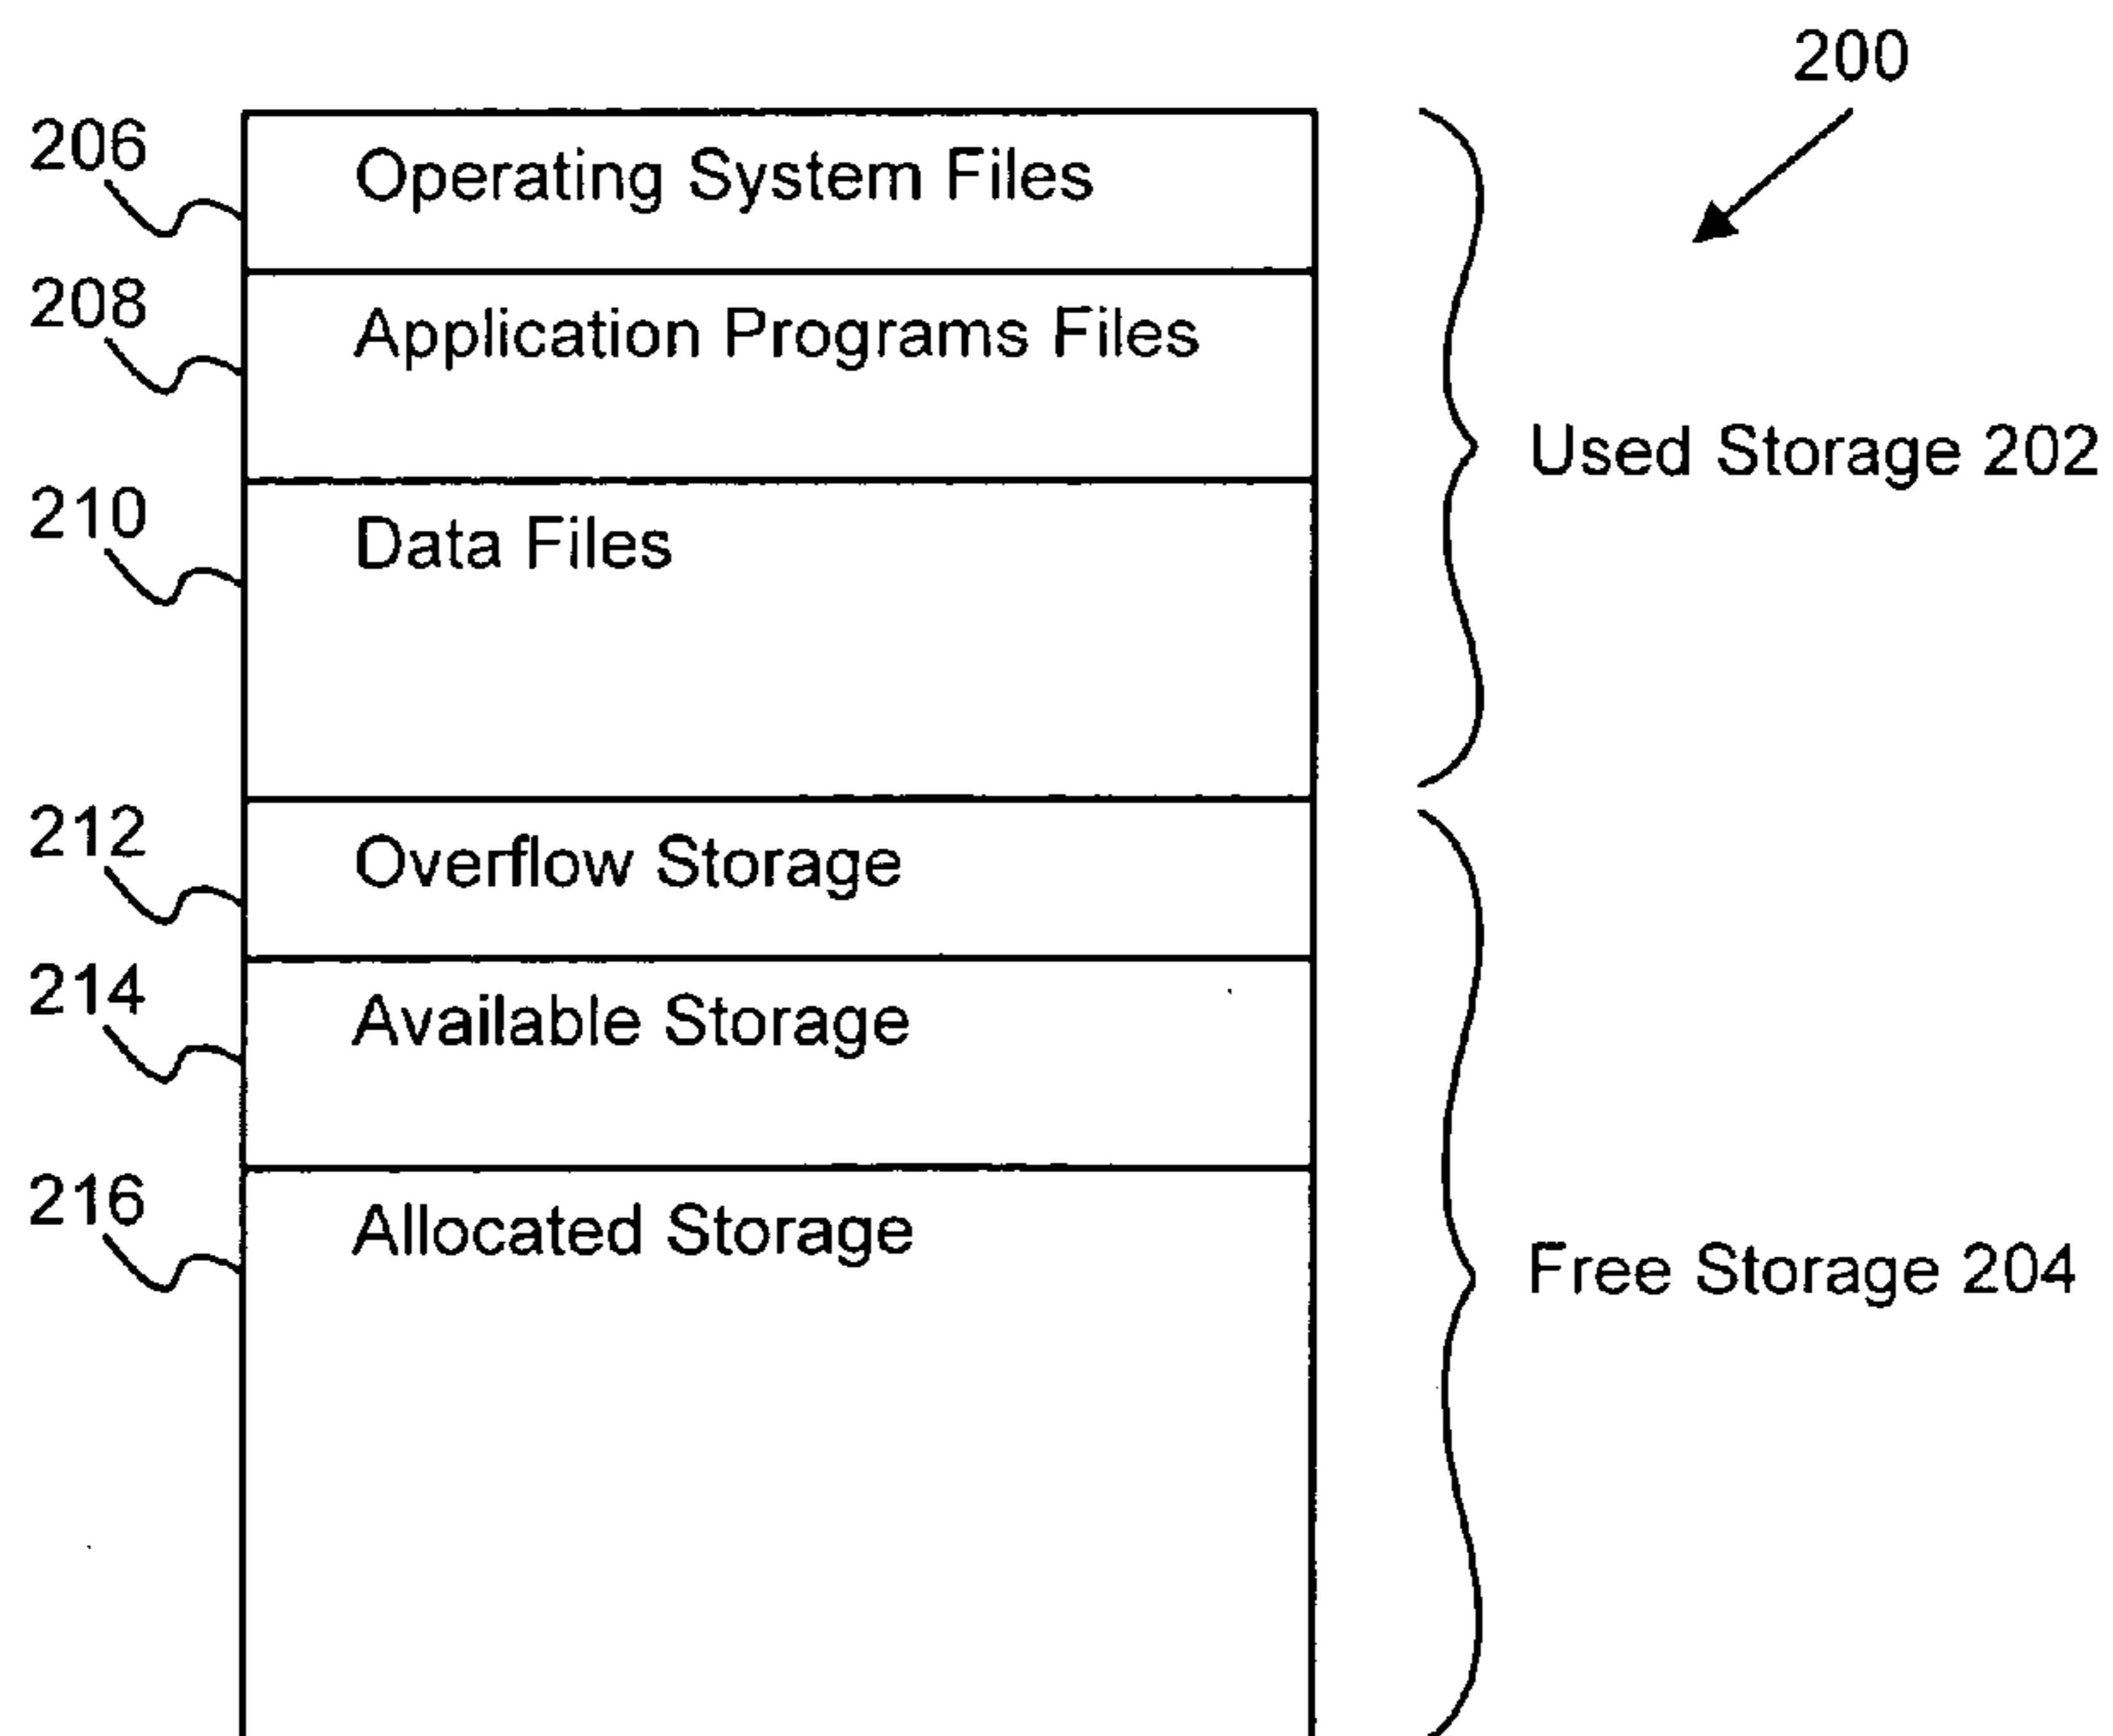 200
206
Operating System Files
208
Application Programs Files
Used Storage 202
210
Data Files
212
Overflow Storage
214
Available Storage
216
Allocated Storage
Free Storage 204